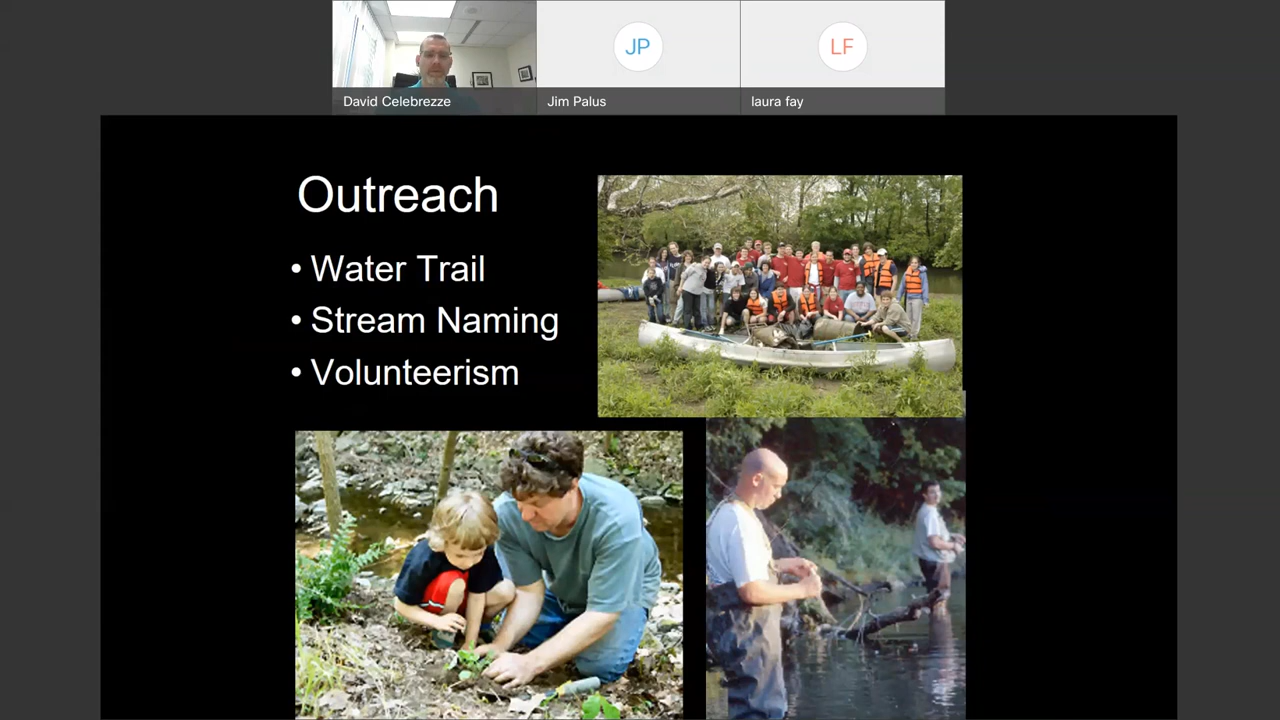 JP
LF
David Celebrezze
Jim Palus
laura fay
Outreach
• Water Trail
• Stream Naming
• Volunteerism